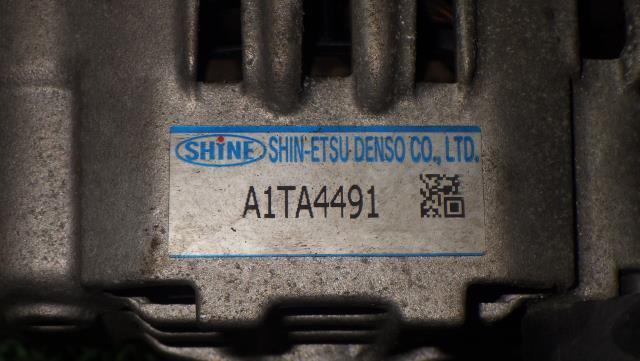 SHiNE SHIN-ETSU DENSO CO., LTD.
A1TA4491